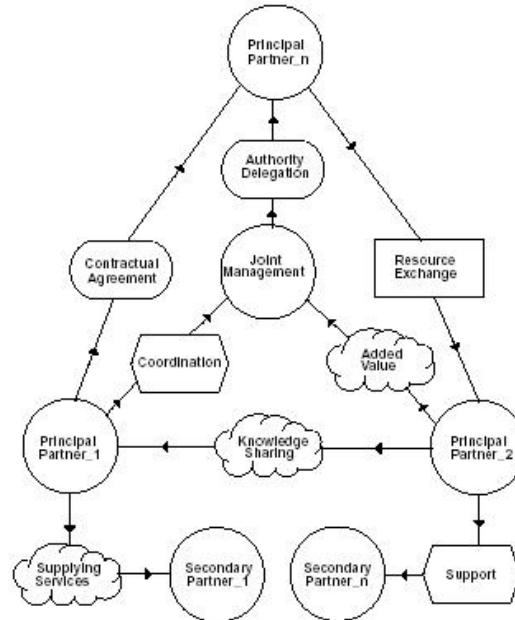 Principal
Partner_n
Authority
Delegation
Joint
Management
Contractual
Agreement
Resource
Exchange
Coordination
Added
Value
Principal
Partner_1
Knowledge
Sharing
Principal
Partner_2
Supplying
Services
Secondary
Partner_1
Secondary
Partner_n
Support